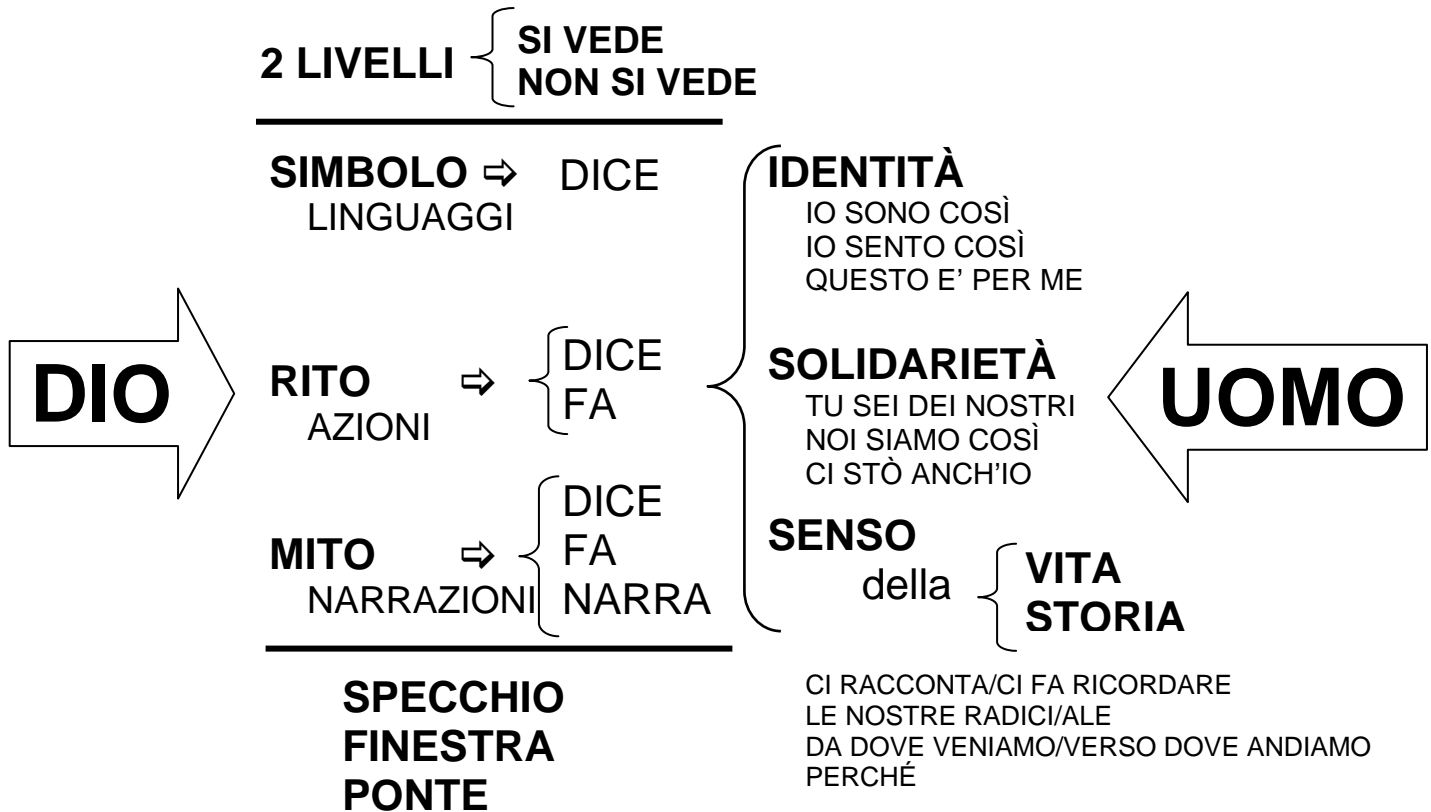 2 LIVELLI
SI VEDE
NON SI VEDE
SIMBOLO ⇨ DICE
LINGUAGGI
RITO ⇨ DICE
FA
AZIONI
MITO ⇨ DICE
FA
NARRA
NARRAZIONI
DIO
IDENTITÀ
IO SONO COSÌ
IO SENTO COSÌ
QUESTO E’ PER ME
SOLIDARIETÀ
TU SEI DEI NOSTRI
NOI SIAMO COSÌ
CI STÒ ANCH’IO
SENSO
della
VITA
STORIA
UOMO
SPECCHIO
FINESTRA
PONTE
CI RACCONTA/CI FA RICORDARE
LE NOSTRE RADICI/ALE
DA DOVE VENIAMO/VERSO DOVE ANDIAMO
PERCHÉ